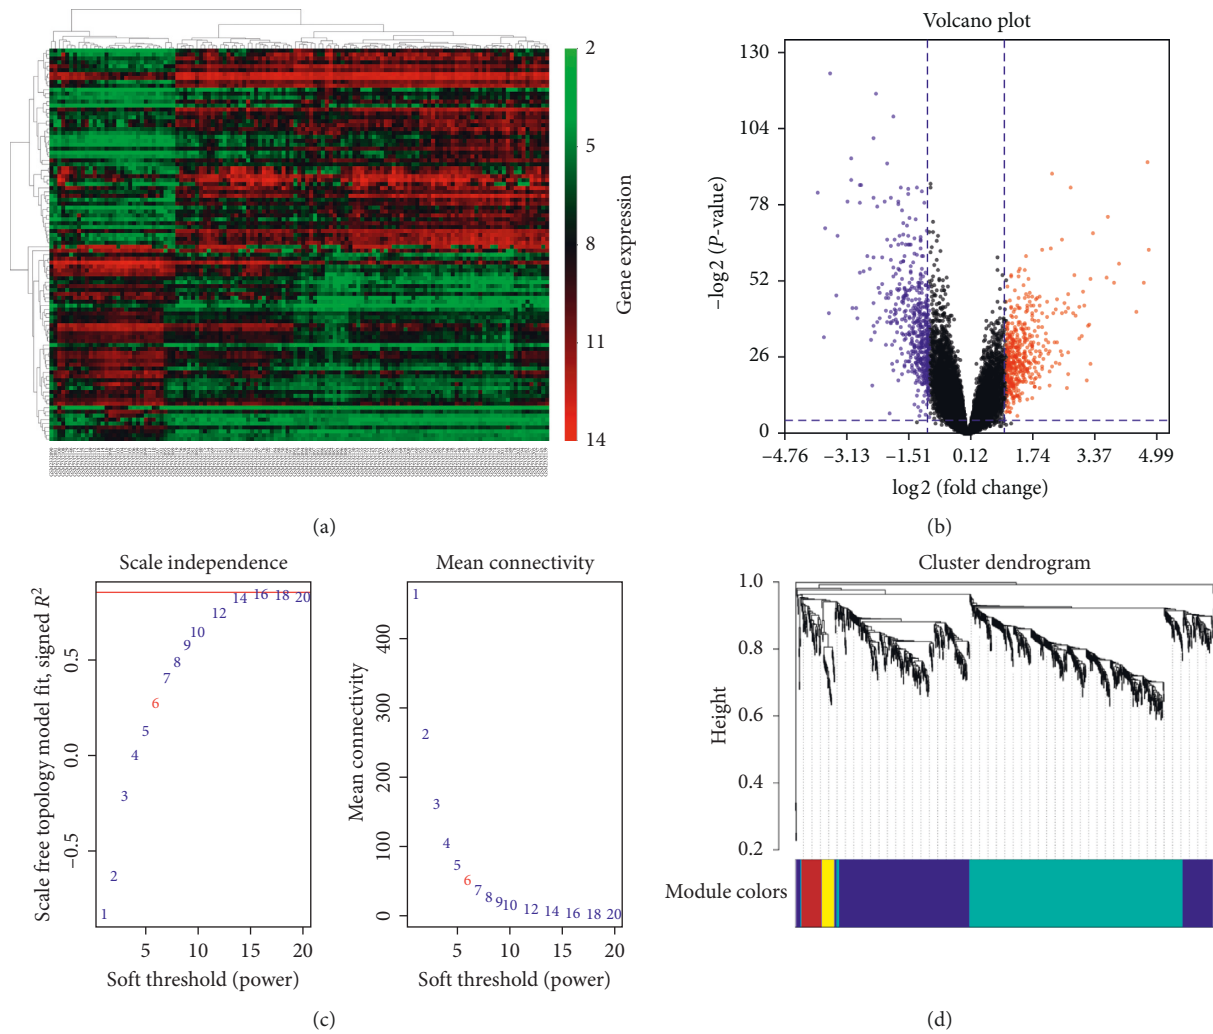 2
5
8
11
14
Gene expression
(a)
Volcano plot
130
104
78
52
26
0
−log2 (P-value)
−4.76 −3.13 −1.51 0.12 1.74 3.37 4.99
log2 (fold change)
(b)
Scale independence
Scale free topology model fit, signed R²
0.5
0.0
−0.5
1 2 3 4 5 6 7 8 9 10 12 14 16 18 20
5 10 15 20
Soft threshold (power)
Mean connectivity
Mean connectivity
400
300
200
100
0
1 2 3 4 5 6 7 8 9 10 12 14 16 18 20
5 10 15 20
Soft threshold (power)
(c)
Cluster dendrogram
Height
1.0
0.8
0.6
0.4
0.2
Module colors
(d)